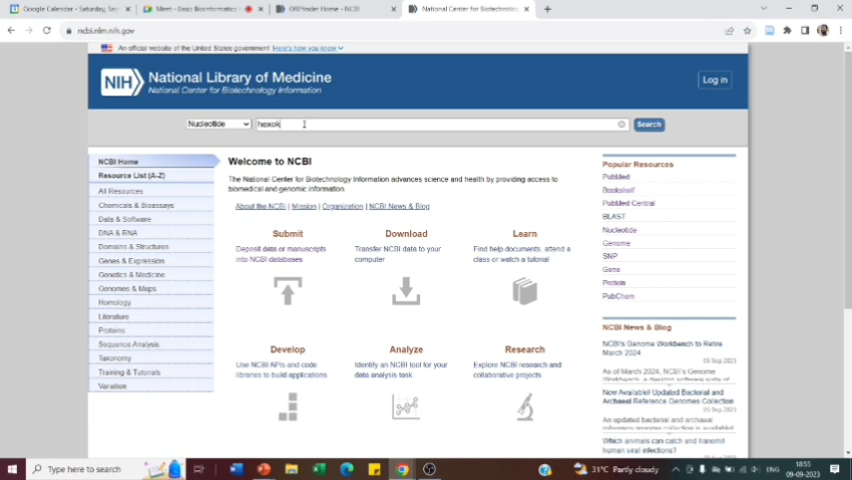 Google Calendar - Saturday, Sep
Meet - Basic Bioinformatics
ORFfinder Home - NCBI
National Center for Biotechnolog
ncbi.nlm.nih.gov
An official website of the United States government Here's how you know
NIH National Library of Medicine
National Center for Biotechnology Information
Log in
Nucleotide
hexok
Search
NCBI Home
Resource List (A-Z)
All Resources
Chemicals & Bioassays
Data & Software
DNA & RNA
Domains & Structures
Genes & Expression
Genetics & Medicine
Genomes & Maps
Homology
Literature
Proteins
Sequence Analysis
Taxonomy
Training & Tutorials
Variation
Welcome to NCBI
The National Center for Biotechnology Information advances science and health by providing access to
biomedical and genomic information.
About the NCBI | Mission | Organization | NCBI News & Blog
Submit
Deposit data or manuscripts
into NCBI databases
Download
Transfer NCBI data to your
computer
Learn
Find help documents, attend a
class or watch a tutorial
Develop
Use NCBI APIs and code
libraries to build applications
Analyze
Identify an NCBI tool for your
data analysis task
Research
Explore NCBI research and
collaborative projects
Popular Resources
PubMed
Bookshelf
PubMed Central
BLAST
Nucleotide
Genome
SNP
Gene
Protein
PubChem
NCBI News & Blog
NCBI's Genome Workbench to Retire
March 2024
As of March 2024, NCBI's Genome
Now Available! Updated Bacterial and
Archaeal Reference Genomes Collection
An updated bacterial and archaeal
Which animals can catch and transmit
human viral infections?
Type here to search
31°C Partly cloudy
ENG
18:55
09-09-2023